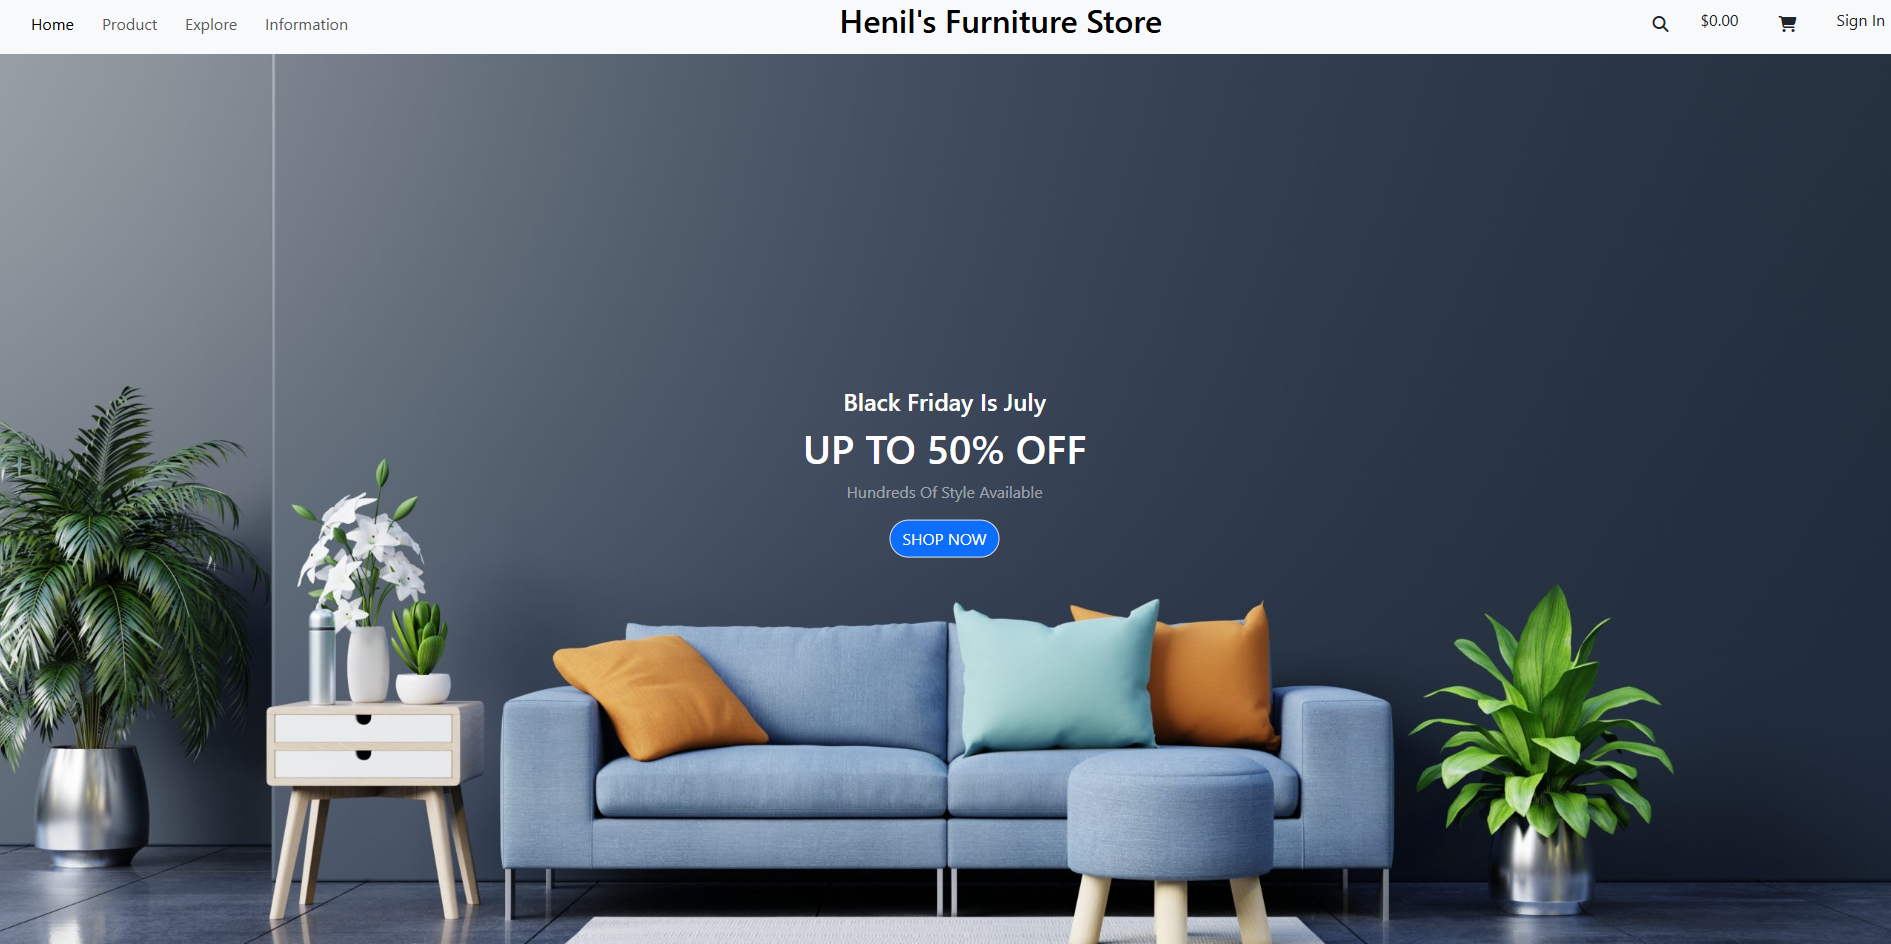 Home Product Explore Information Henil's Furniture Store $0.00 Sign In
Black Friday Is July
UP TO 50% OFF
Hundreds Of Style Available
SHOP NOW